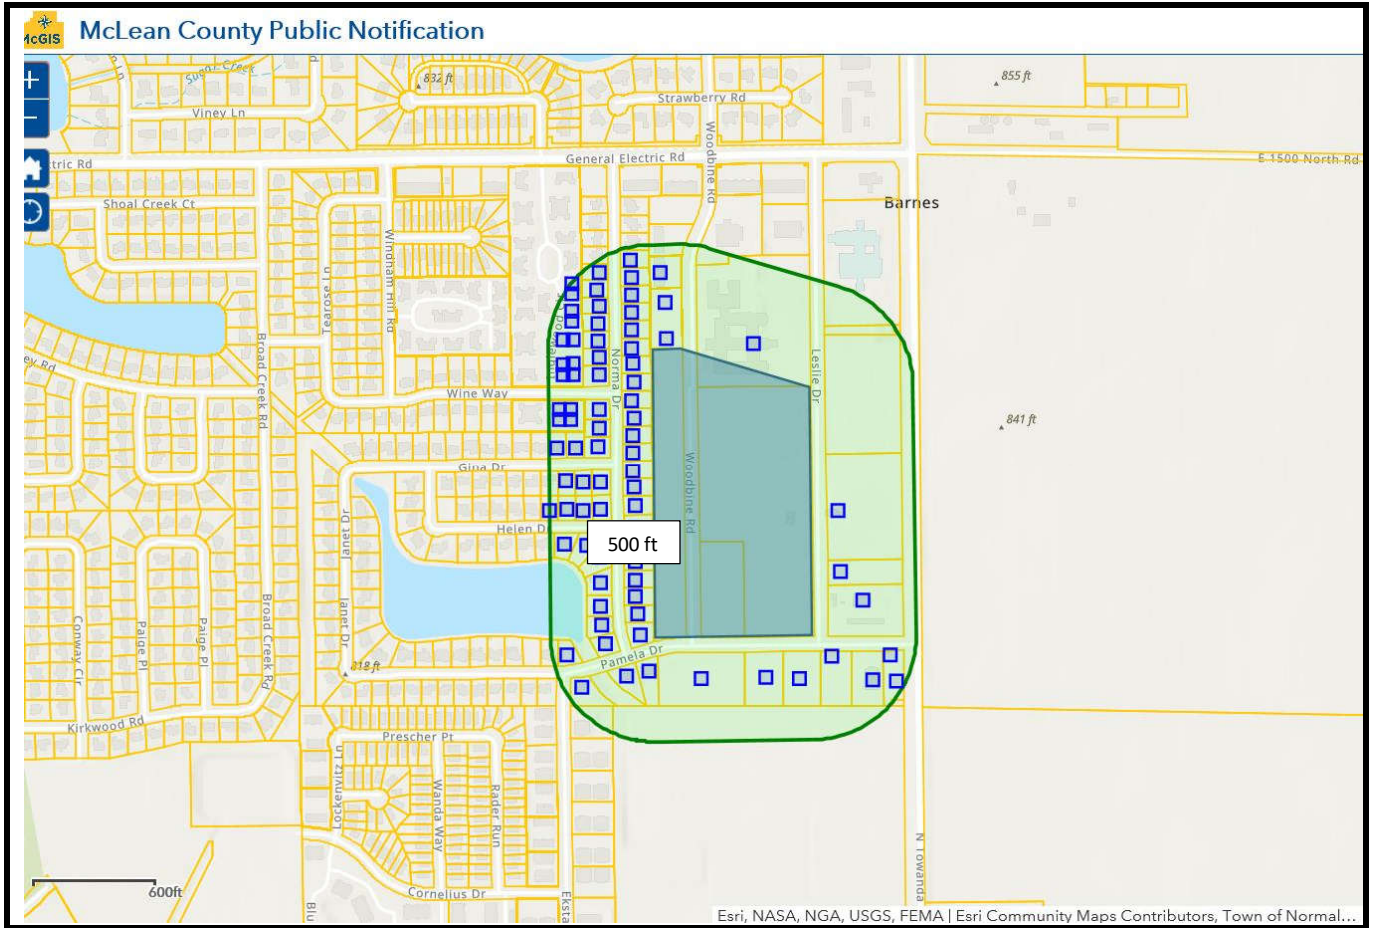 McGIS
McLean County Public Notification
Sugar Creek
832 ft
855 ft
Viney Ln
Strawberry Rd
Woodbine Rd
General Electric Rd
E 1500 North Rd
Shoal Creek Ct
Barnes
Tearose Ln
Windham Hill Rd
Broad Creek Rd
Norma Dr
Leslie Dr
Wine Way
841 ft
Gina Dr
Woodbine Rd
Janet Dr
Helen D
500 ft
Conway Cir
Paige Pl
Paige Pl
Broad Creek Rd
Janet Dr
818 ft
Pamela Dr
Kirkwood Rd
Prescher Pt
Lockenvitz Ln
Wanda Way
Rader Run
N Towanda
600ft
Cornelius Dr
Blu
Eksta
Esri, NASA, NGA, USGS, FEMA | Esri Community Maps Contributors, Town of Normal...